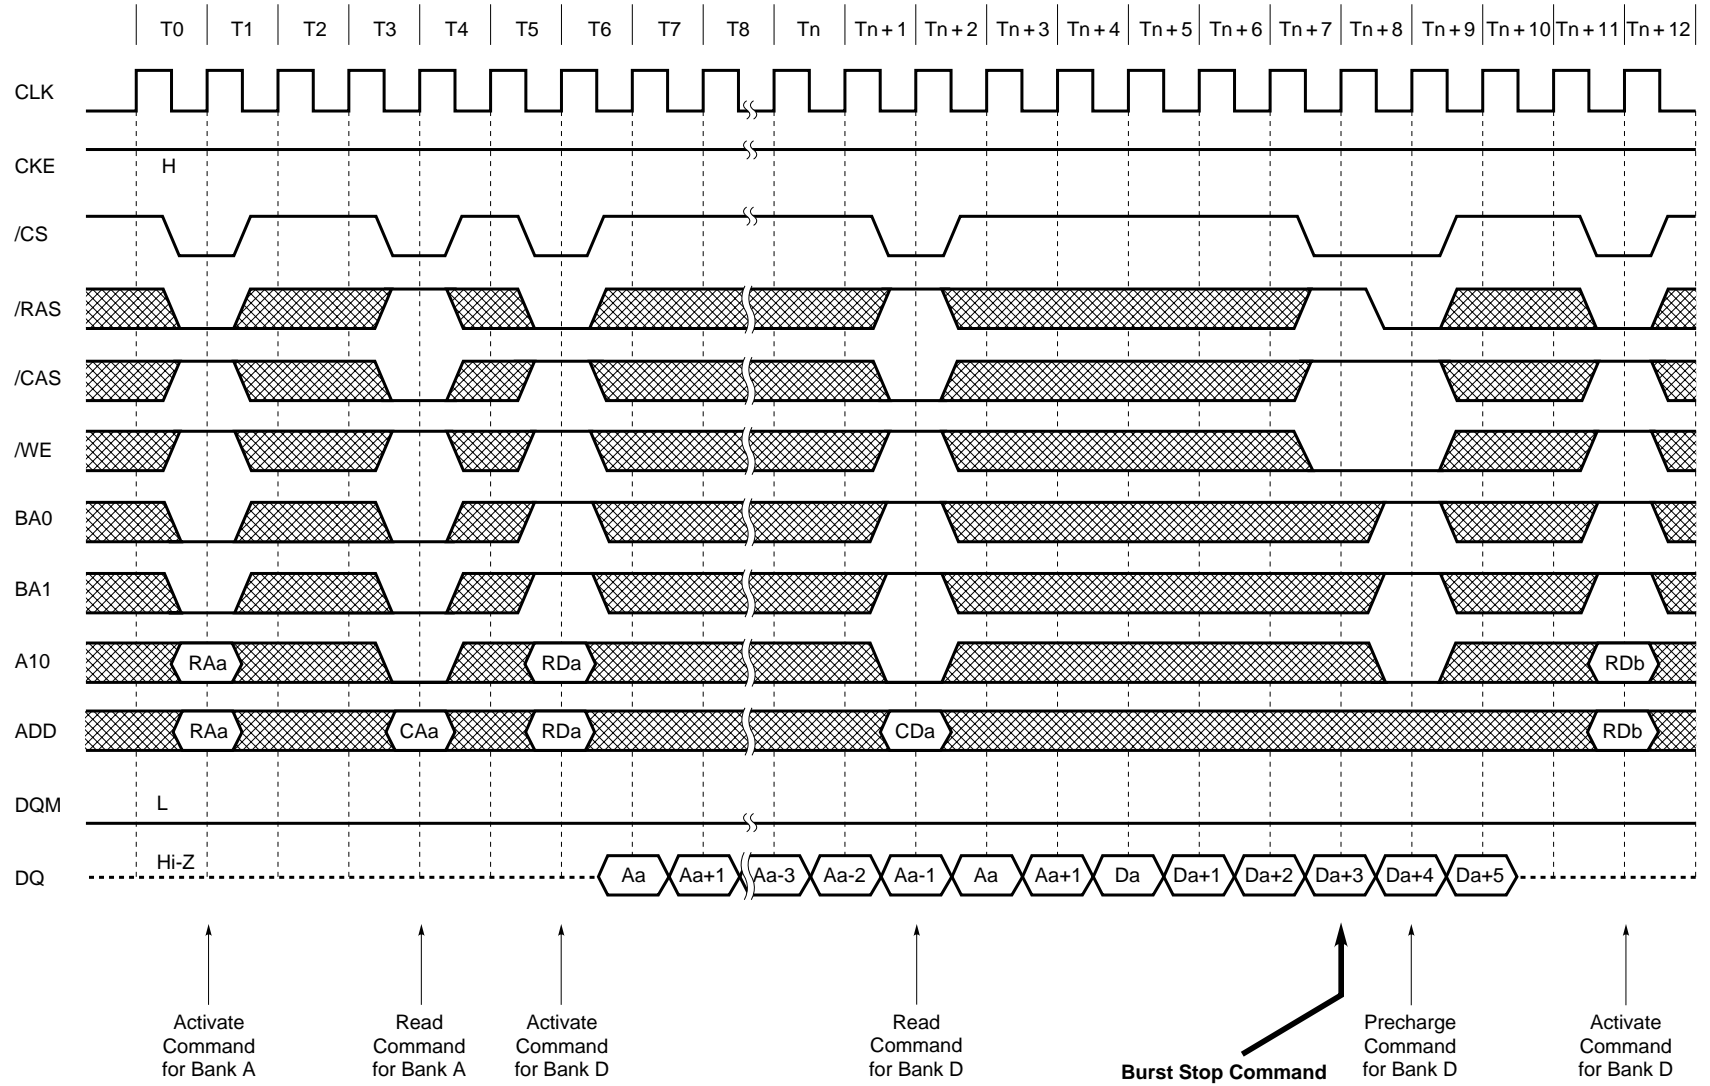 T0 T1 T2 T3 T4 T5 T6 T7 T8 Tn Tn + 1 Tn + 2 Tn + 3 Tn + 4 Tn + 5 Tn + 6 Tn + 7 Tn + 8 Tn + 9 Tn + 10 Tn + 11 Tn + 12
CLK
CKE H
/CS
/RAS
/CAS
/WE
BA0
BA1
A10 RAa RDa RDb
ADD RAa CAa RDa CDa RDb
DQM L
DQ Hi-Z Aa Aa+1 Aa-3 Aa-2 Aa-1 Aa Aa+1 Da Da+1 Da+2 Da+3 Da+4 Da+5
Activate
Command
for Bank A
Read
Command
for Bank A
Activate
Command
for Bank D
Read
Command
for Bank D
Burst Stop Command
Precharge
Command
for Bank D
Activate
Command
for Bank D